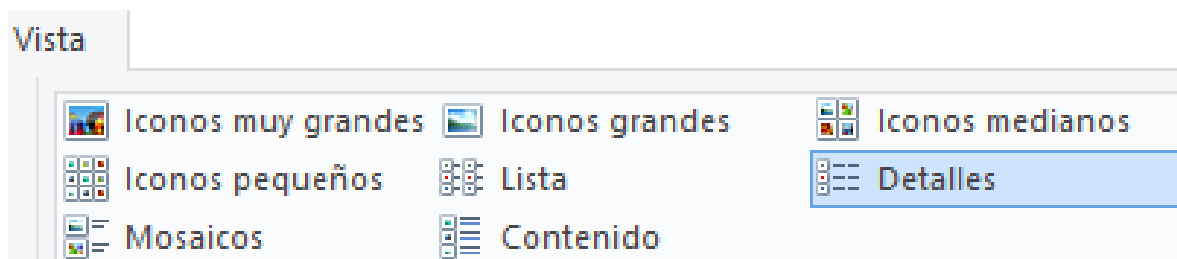 Vista
Iconos muy grandes Iconos grandes Iconos medianos
Iconos pequeños Lista Detalles
Mosaicos Contenido